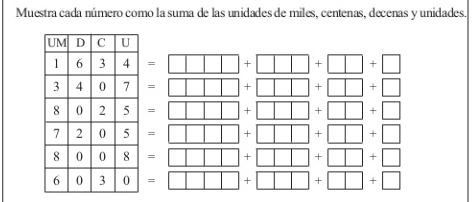 Muestra cada número como la suma de las unidades de miles, centenas, decenas y unidades.
UM D C U
1 6 3 4 = + + +
3 4 0 7 = + + +
8 0 2 5 = + + +
7 2 0 5 = + + +
8 0 0 8 = + + +
6 0 3 0 = + + +